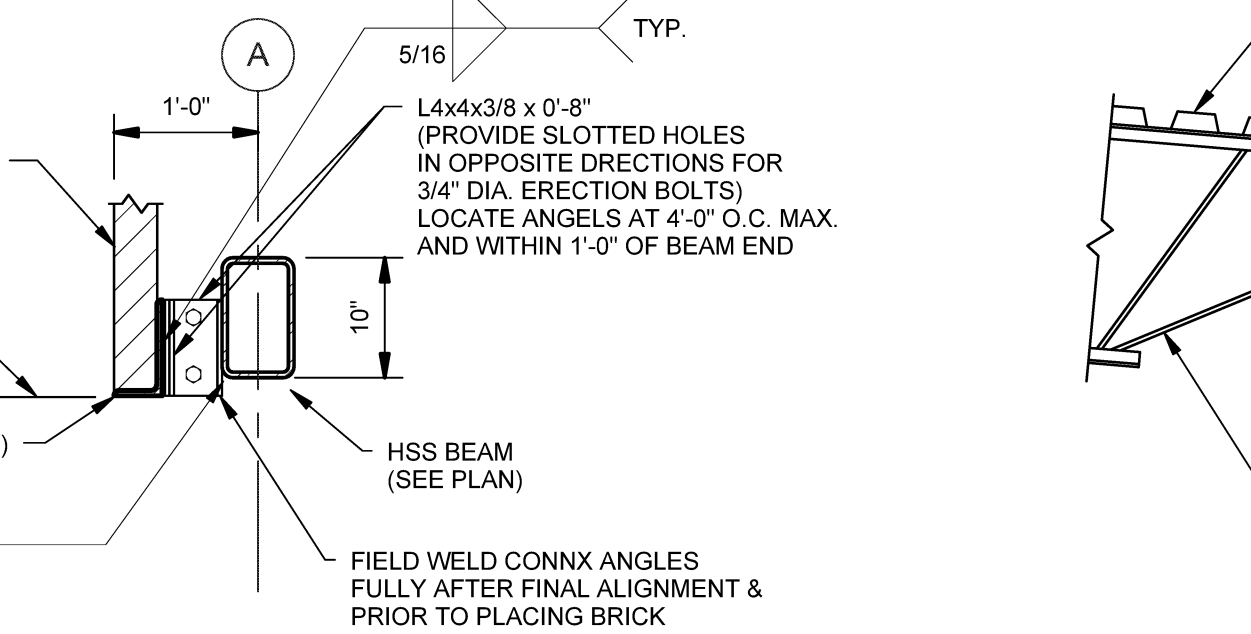 TYP.
5/16
A
1'-0"
L4x4x3/8 x 0'-8"
(PROVIDE SLOTTED HOLES
IN OPPOSITE DRECTIONS FOR
3/4" DIA. ERECTION BOLTS)
LOCATE ANGELS AT 4'-0" O.C. MAX.
AND WITHIN 1'-0" OF BEAM END
10"
)
HSS BEAM
(SEE PLAN)
FIELD WELD CONNX ANGLES
FULLY AFTER FINAL ALIGNMENT &
PRIOR TO PLACING BRICK